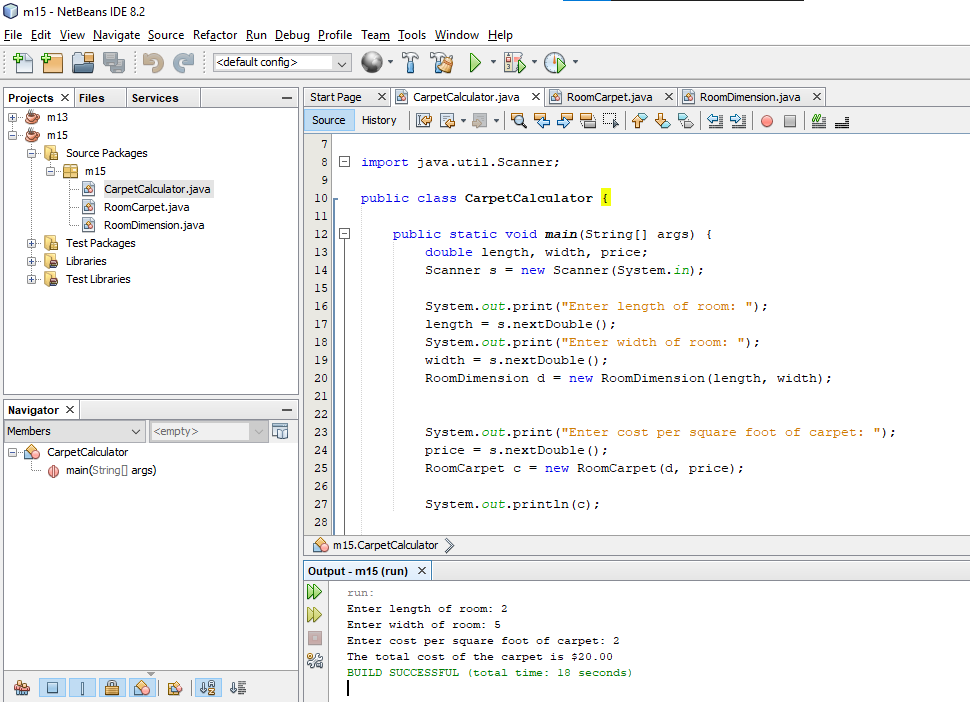 m15 - NetBeans IDE 8.2
File Edit View Navigate Source Refactor Run Debug Profile Team Tools Window Help
<default config>
Projects Files Services
m13
m15
Source Packages
m15
CarpetCalculator.java
RoomCarpet.java
RoomDimension.java
Test Packages
Libraries
Test Libraries
Navigator
Members <empty>
CarpetCalculator
main(String[] args)
Start Page CarpetCalculator.java RoomCarpet.java RoomDimension.java
Source History
7
8 import java.util.Scanner;
9
10 public class CarpetCalculator {
11
12 public static void main(String[] args) {
13 double length, width, price;
14 Scanner s = new Scanner(System.in);
15
16 System.out.print("Enter length of room: ");
17 length = s.nextDouble();
18 System.out.print("Enter width of room: ");
19 width = s.nextDouble();
20 RoomDimension d = new RoomDimension(length, width);
21
22
23 System.out.print("Enter cost per square foot of carpet: ");
24 price = s.nextDouble();
25 RoomCarpet c = new RoomCarpet(d, price);
26
27 System.out.println(c);
28
m15.CarpetCalculator
Output - m15 (run)
run:
Enter length of room: 2
Enter width of room: 5
Enter cost per square foot of carpet: 2
The total cost of the carpet is $20.00
BUILD SUCCESSFUL (total time: 18 seconds)